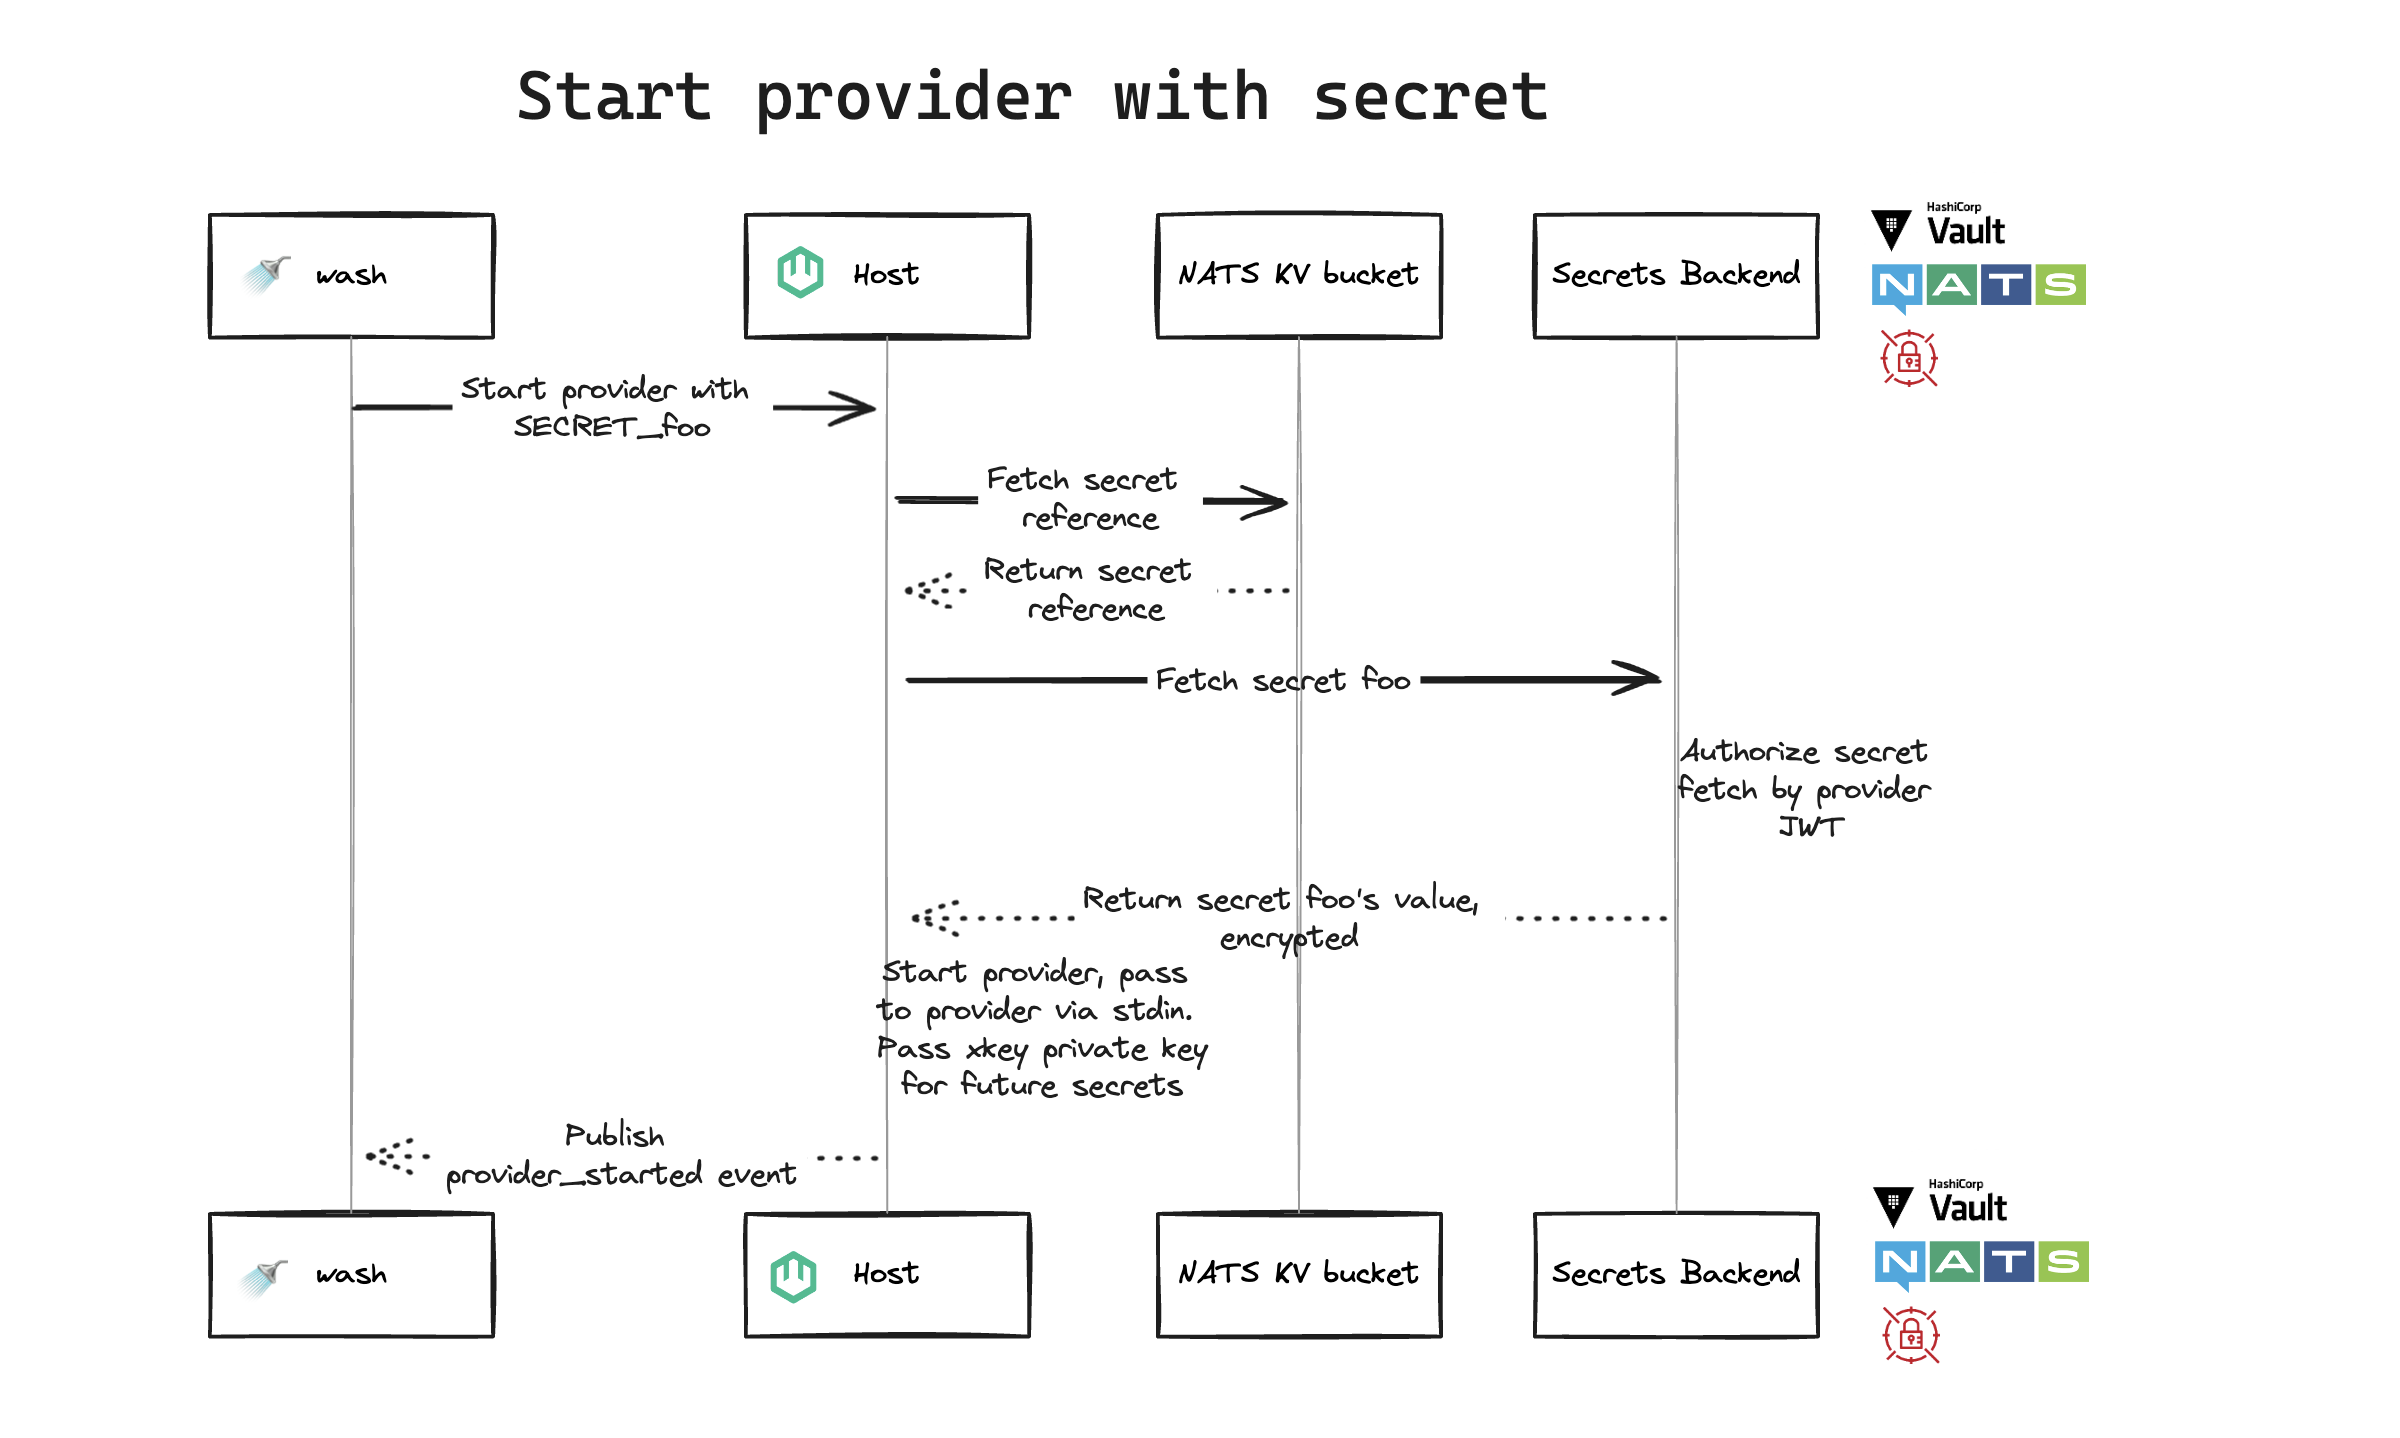 Start provider with secret
wash
Host
NATS KV bucket
Secrets Backend
HashiCorp
Vault
NATS
Start provider with
SECRET_foo
Fetch secret
reference
Return secret
reference
Fetch secret foo
Authorize secret
fetch by provider
JWT
Return secret foo's value,
encrypted
Start provider, pass
to provider via stdin.
Pass xkey private key
for future secrets
Publish
provider_started event
wash
Host
NATS KV bucket
Secrets Backend
HashiCorp
Vault
NATS